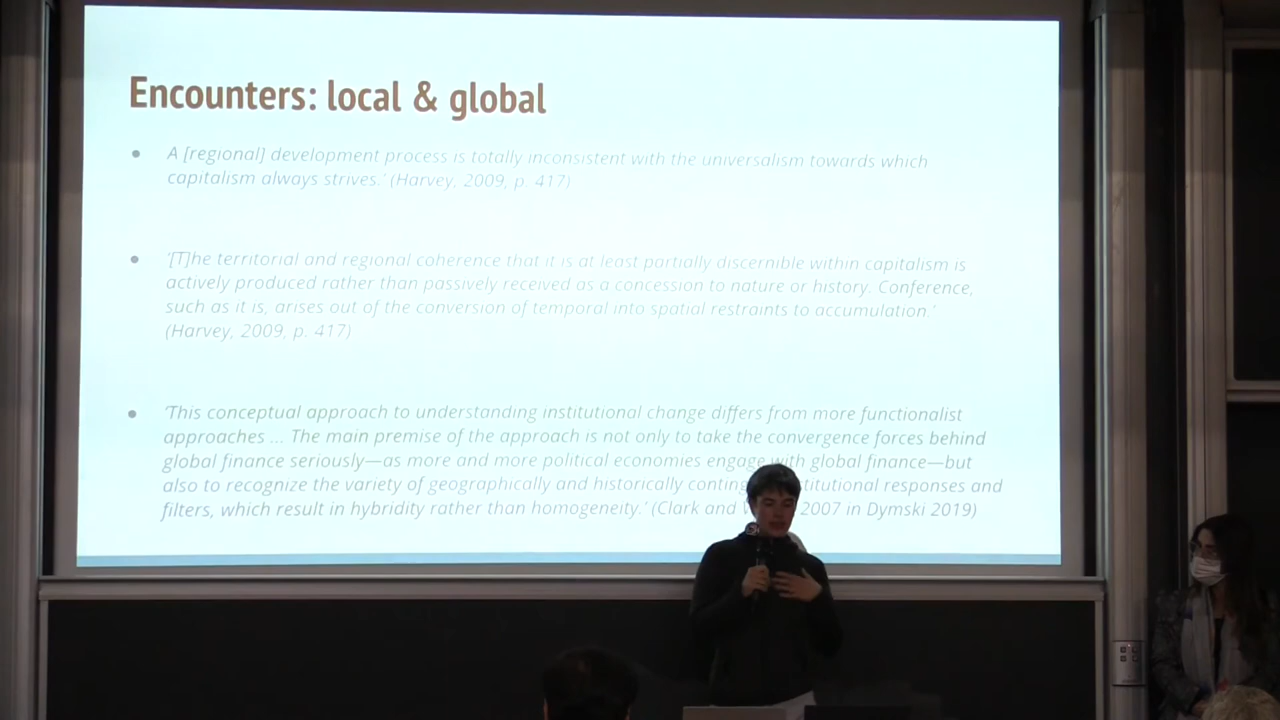 Encounters: local & global
● A [regional] development process is totally inconsistent with the universalism towards which
capitalism always strives.' (Harvey, 2009, p. 417)
● '[T]he territorial and regional coherence that it is at least partially discernible within capitalism is
actively produced rather than passively received as a concession to nature or history. Conference,
such as it is, arises out of the conversion of temporal into spatial restraints to accumulation.'
(Harvey, 2009, p. 417)
● 'This conceptual approach to understanding institutional change differs from more functionalist
approaches ... The main premise of the approach is not only to take the convergence forces behind
global finance seriously—as more and more political economies engage with global finance—but
also to recognize the variety of geographically and historically conting titutional responses and
filters, which result in hybridity rather than homogeneity.' (Clark and 2007 in Dymski 2019)